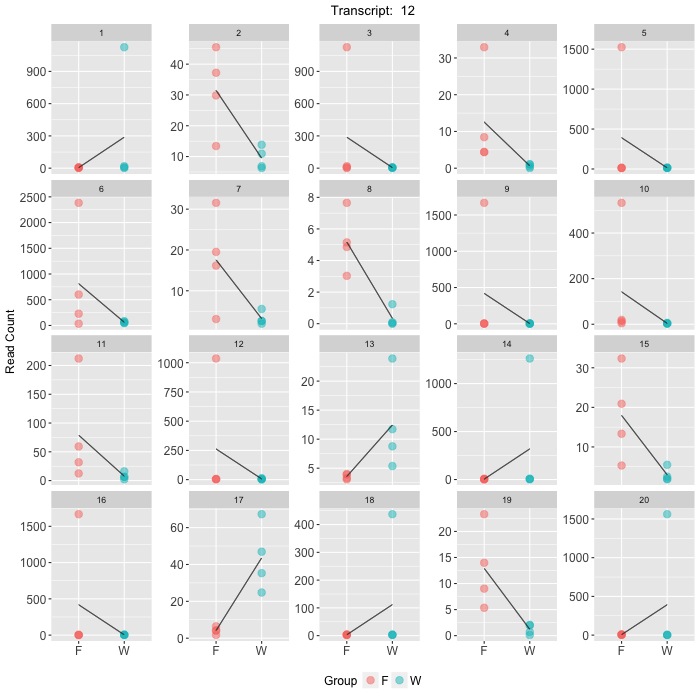 Transcript: 12
1 2 3 4 5
900 40 30 1500
600 30 900 20 1000
300 20 600 10 500
0 10 300 0 0
0
6 7 8 9 10
2500 30 8 1500 400
2000 20 6 1000 200
1500 10 4 500 0
1000 2 0
500 0
0
Read Count
11 12 13 14 15
200 1000 20 1000 30
150 750 15 500 20
100 500 10 0 10
50 250 5
0 0
16 17 18 19 20
1500 60 400 20 1500
1000 40 300 15 1000
500 20 200 10 500
0 0 100 5 0
0 0
F W F W F W F W F W
Group F W